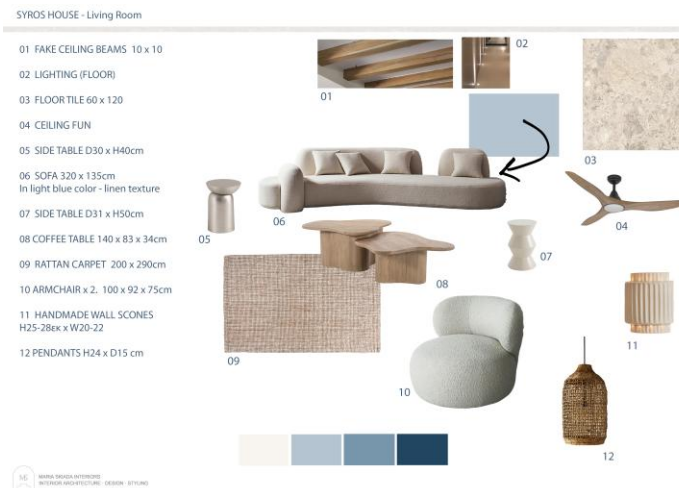 SYROS HOUSE - Living Room
01 FAKE CEILING BEAMS 10 x 10
02 LIGHTING (FLOOR)
03 FLOOR TILE 60 x 120
04 CEILING FUN
05 SIDE TABLE D30 x H40cm
06 SOFA 320 x 135cm
In light blue color - linen texture
07 SIDE TABLE D31 x H50cm
08 COFFEE TABLE 140 x 83 x 34cm
09 RATTAN CARPET 200 x 290cm
10 ARMCHAIR x 2. 100 x 92 x 75cm
11 HANDMADE WALL SCONES
H25-28εκ x W20-22
12 PENDANTS H24 x D15 cm
01
02
03
04
05
06
07
08
09
10
11
12
INTERIOR ARCHITECTURE · DESIGN · STYLING